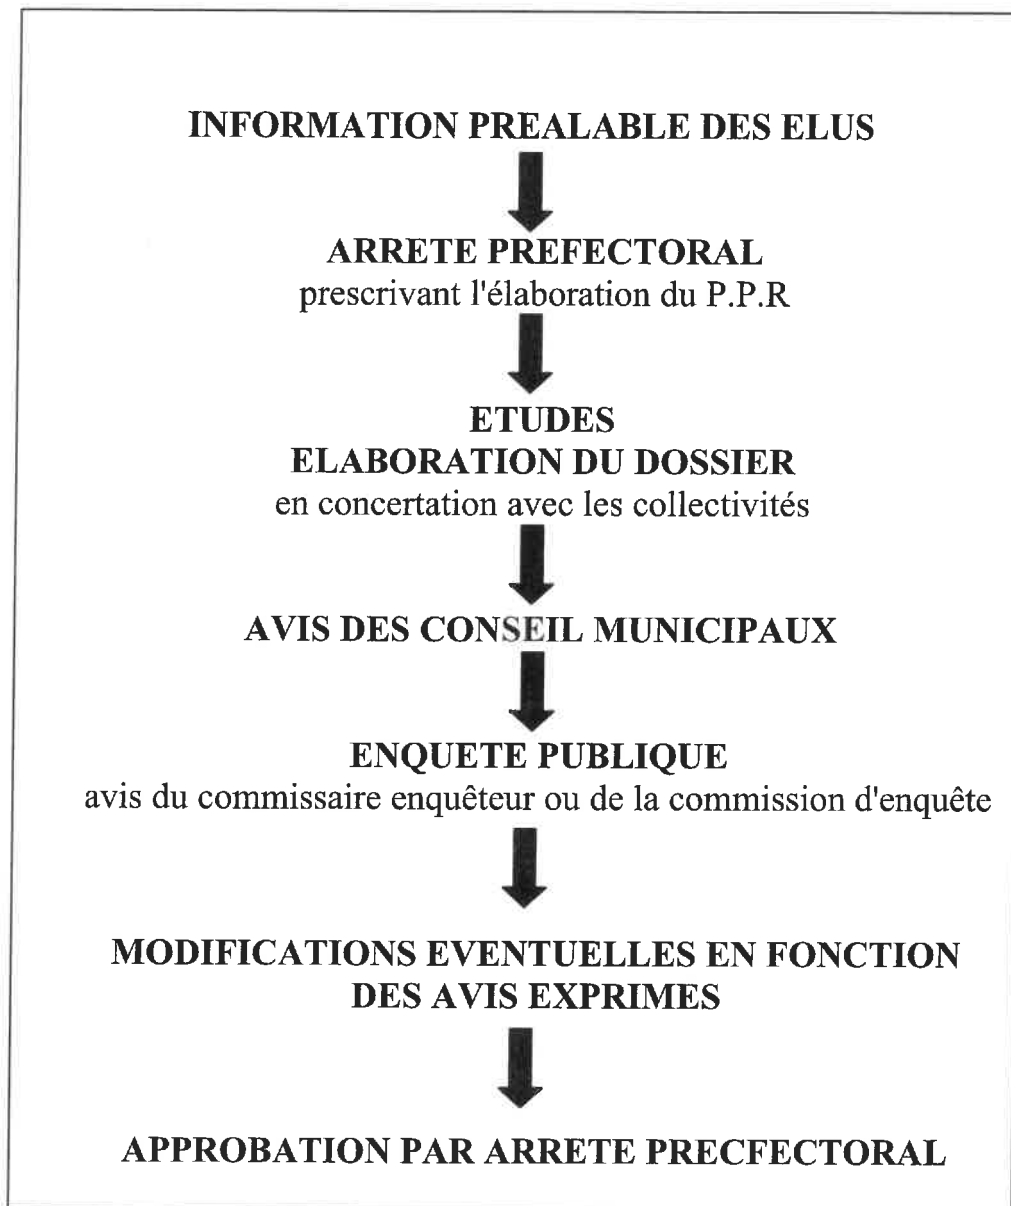 INFORMATION PREALABLE DES ELUS
ARRETE PREFECTORAL
prescrivant l'élaboration du P.P.R
ETUDES
ELABORATION DU DOSSIER
en concertation avec les collectivités
AVIS DES CONSEIL MUNICIPAUX
ENQUETE PUBLIQUE
avis du commissaire enquêteur ou de la commission d'enquête
MODIFICATIONS EVENTUELLES EN FONCTION
DES AVIS EXPRIMES
APPROBATION PAR ARRETE PRECFECTORAL